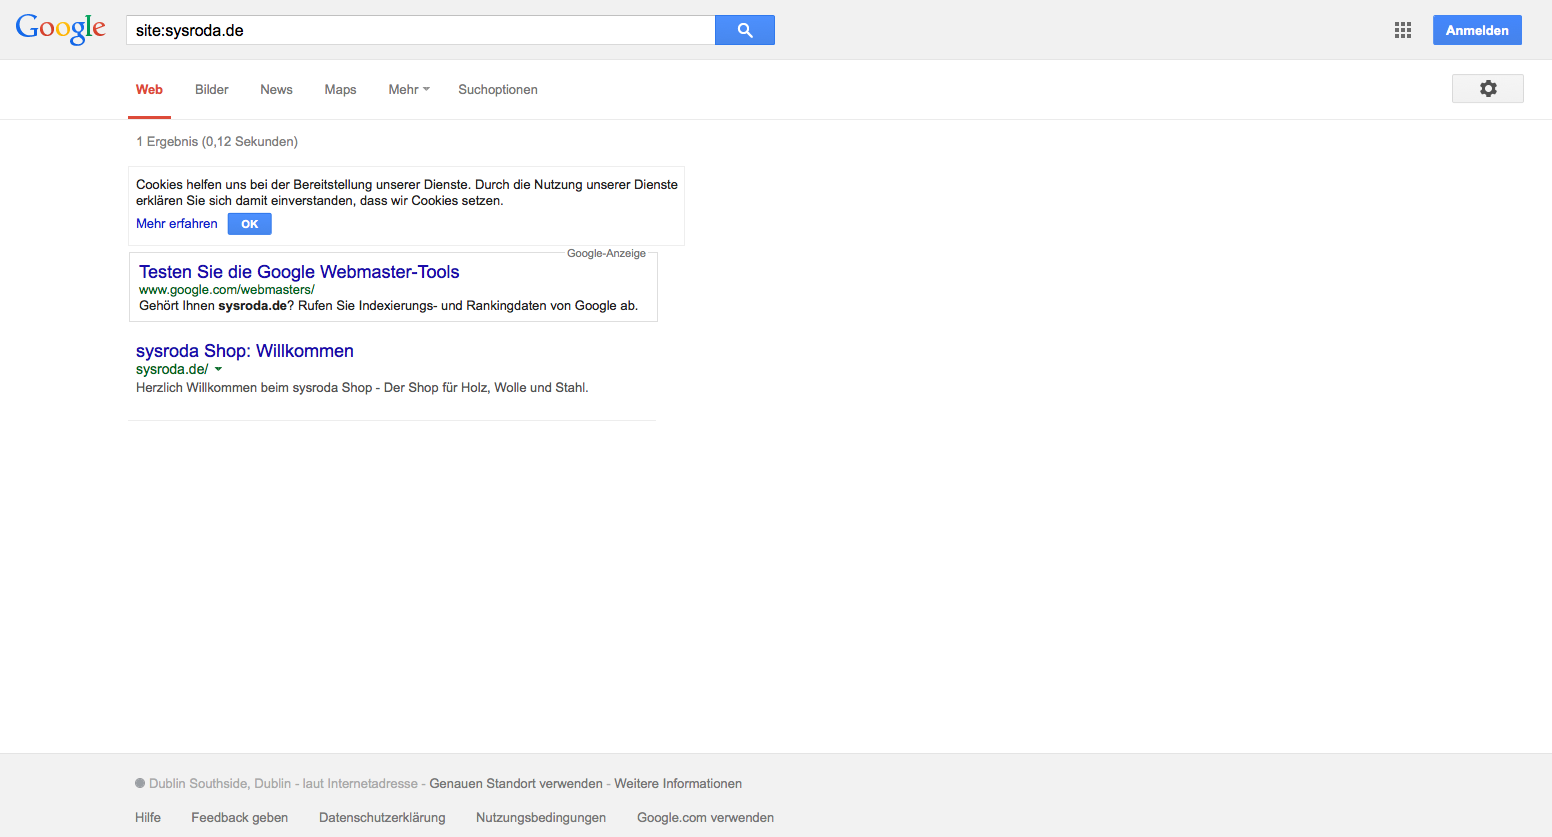 Google
site:sysroda.de
Anmelden
Web Bilder News Maps Mehr Suchoptionen
1 Ergebnis (0,12 Sekunden)
Cookies helfen uns bei der Bereitstellung unserer Dienste. Durch die Nutzung unserer Dienste
erklären Sie sich damit einverstanden, dass wir Cookies setzen.
Mehr erfahren OK
Google-Anzeige
Testen Sie die Google Webmaster-Tools
www.google.com/webmasters/
Gehört Ihnen sysroda.de? Rufen Sie Indexierungs- und Rankingdaten von Google ab.
sysroda Shop: Willkommen
sysroda.de/
Herzlich Willkommen beim sysroda Shop - Der Shop für Holz, Wolle und Stahl.
Dublin Southside, Dublin - laut Internetadresse - Genauen Standort verwenden - Weitere Informationen
Hilfe Feedback geben Datenschutzerklärung Nutzungsbedingungen Google.com verwenden